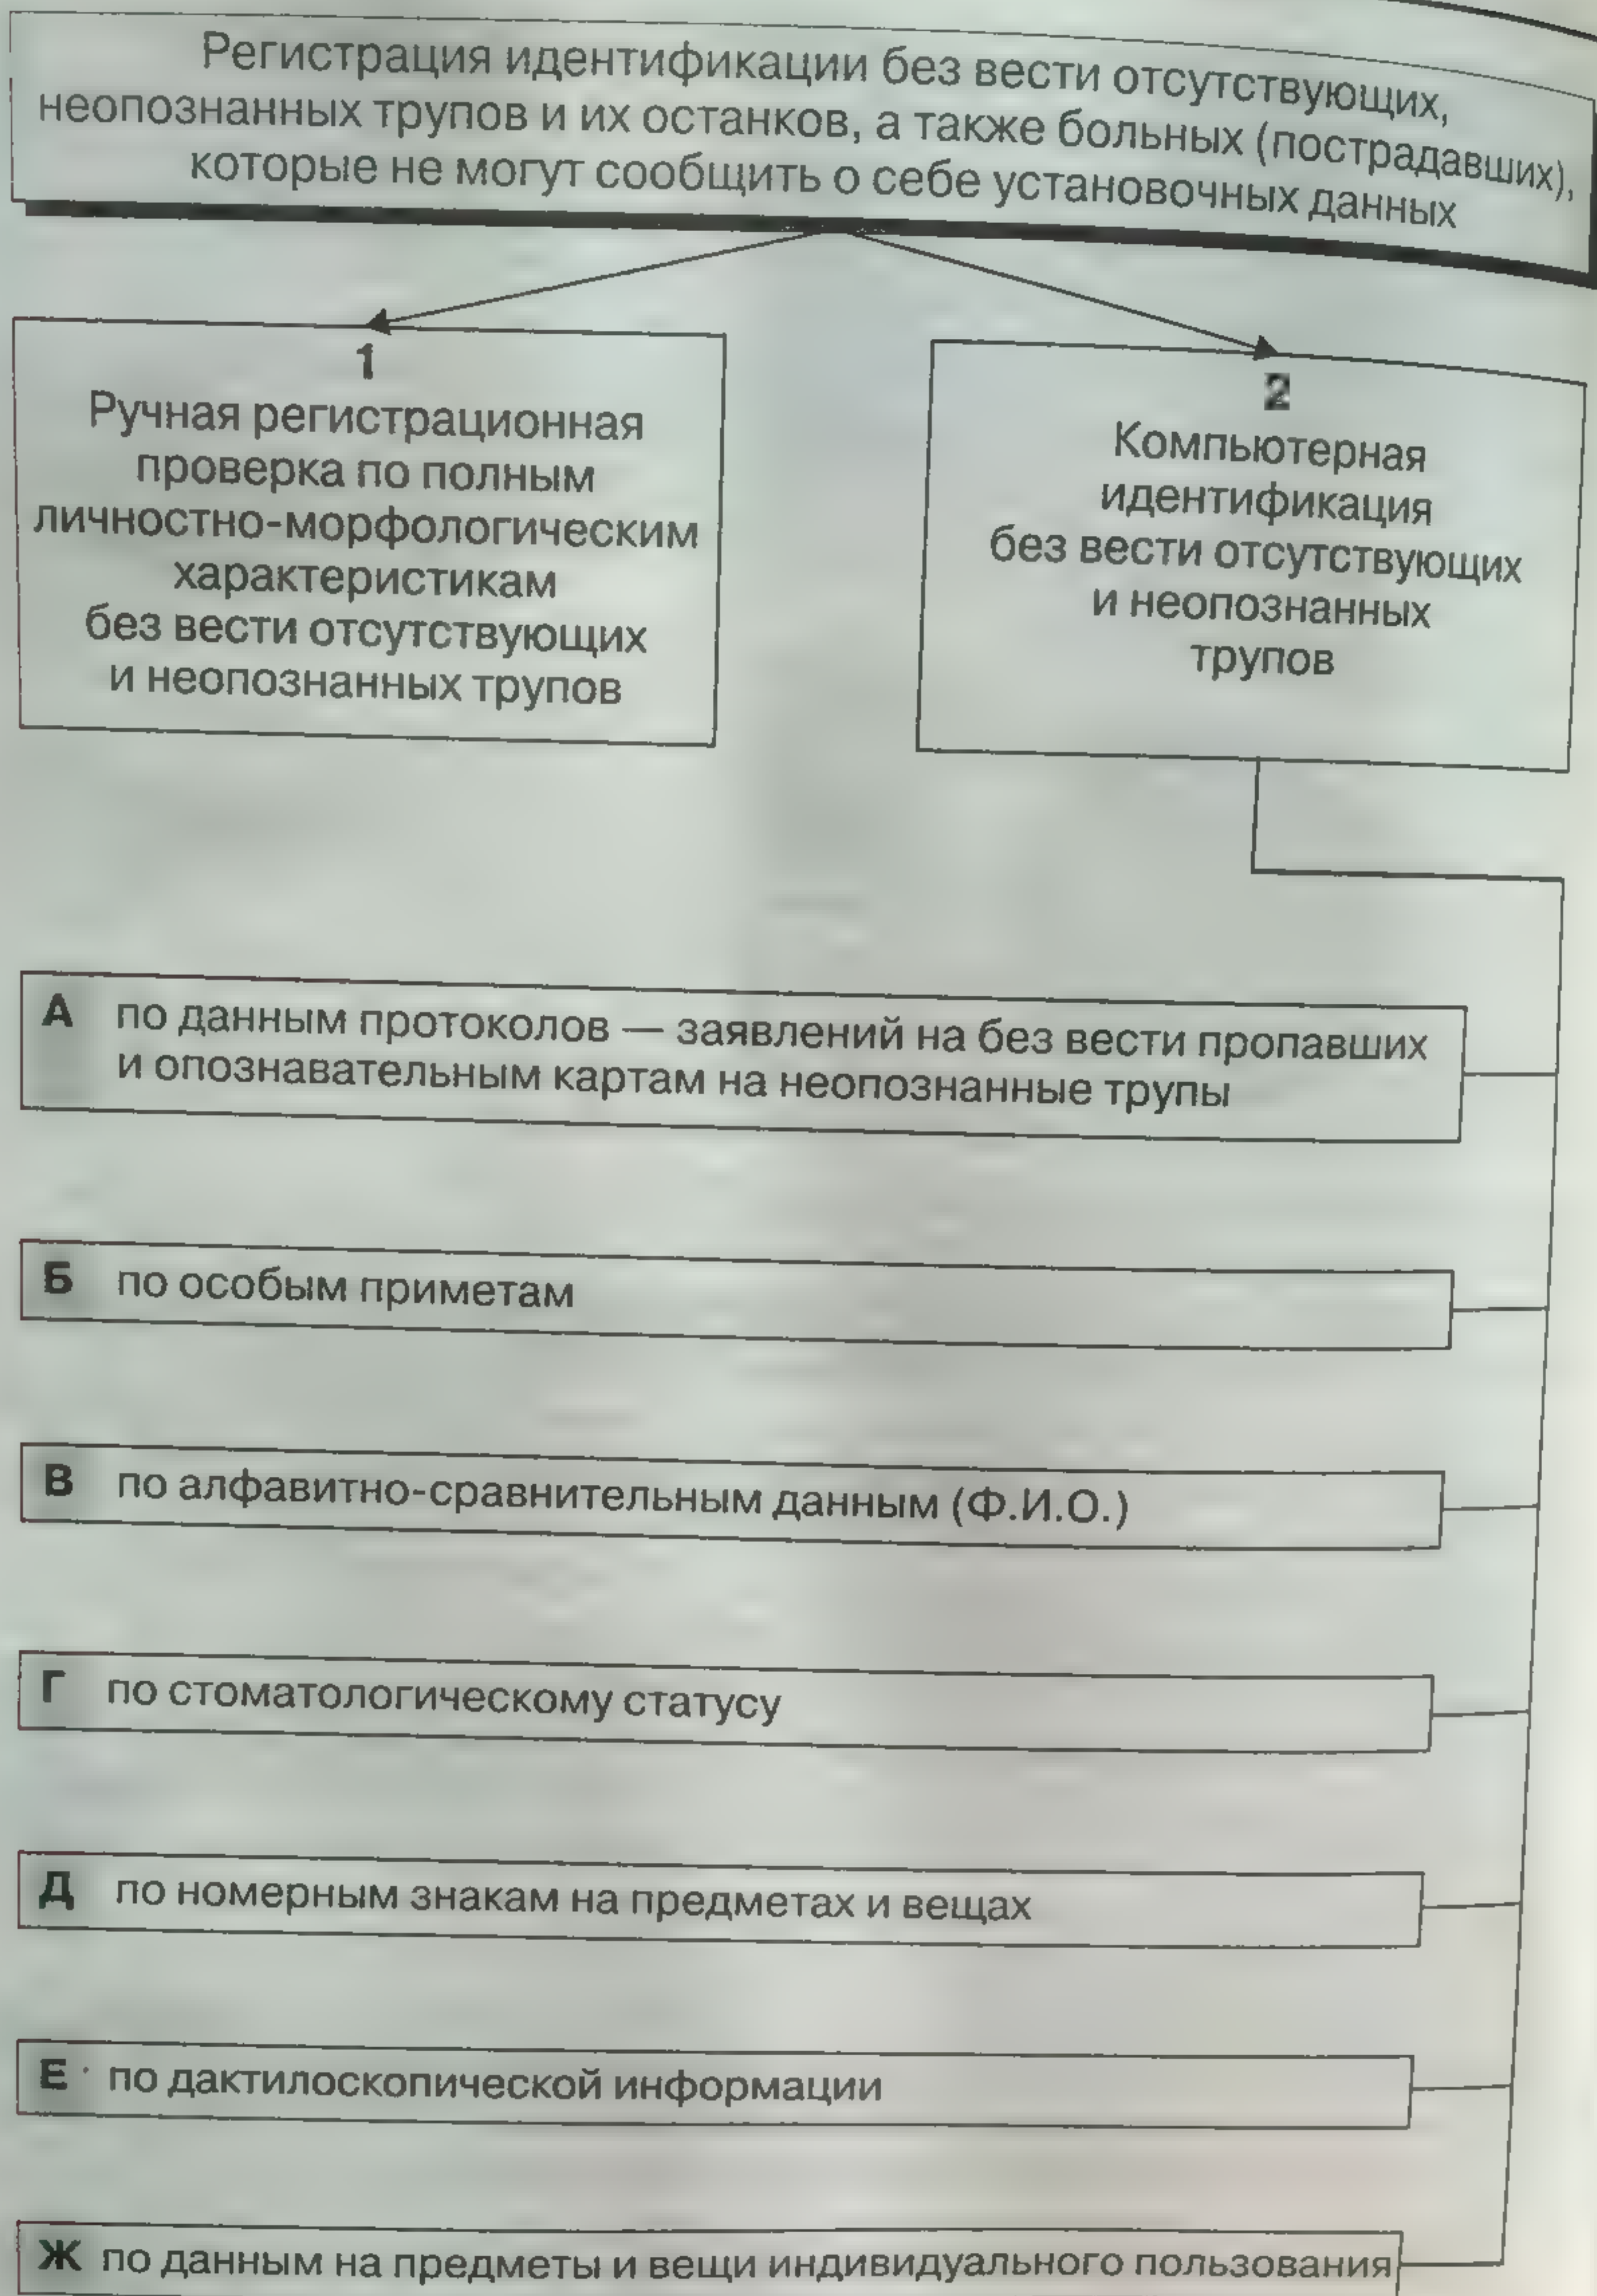 Регистрация идентификации без вести отсутствующих,
неопознанных трупов и их останков, а также больных (пострадавших),
которые не могут сообщить о себе установочных данных
1
Ручная регистрационная
проверка по полным
личностно-морфологическим
характеристикам
без вести отсутствующих
и неопознанных трупов
2
Компьютерная
идентификация
без вести отсутствующих
и неопознанных
трупов
А по данным протоколов — заявлений на без вести пропавших
и опознавательным картам на неопознанные трупы
Б по особым приметам
В по алфавитно-сравнительным данным (Ф.И.О.)
Г по стоматологическому статусу
Д по номерным знакам на предметах и вещах
Е по дактилоскопической информации
Ж по данным на предметы и вещи индивидуального пользования